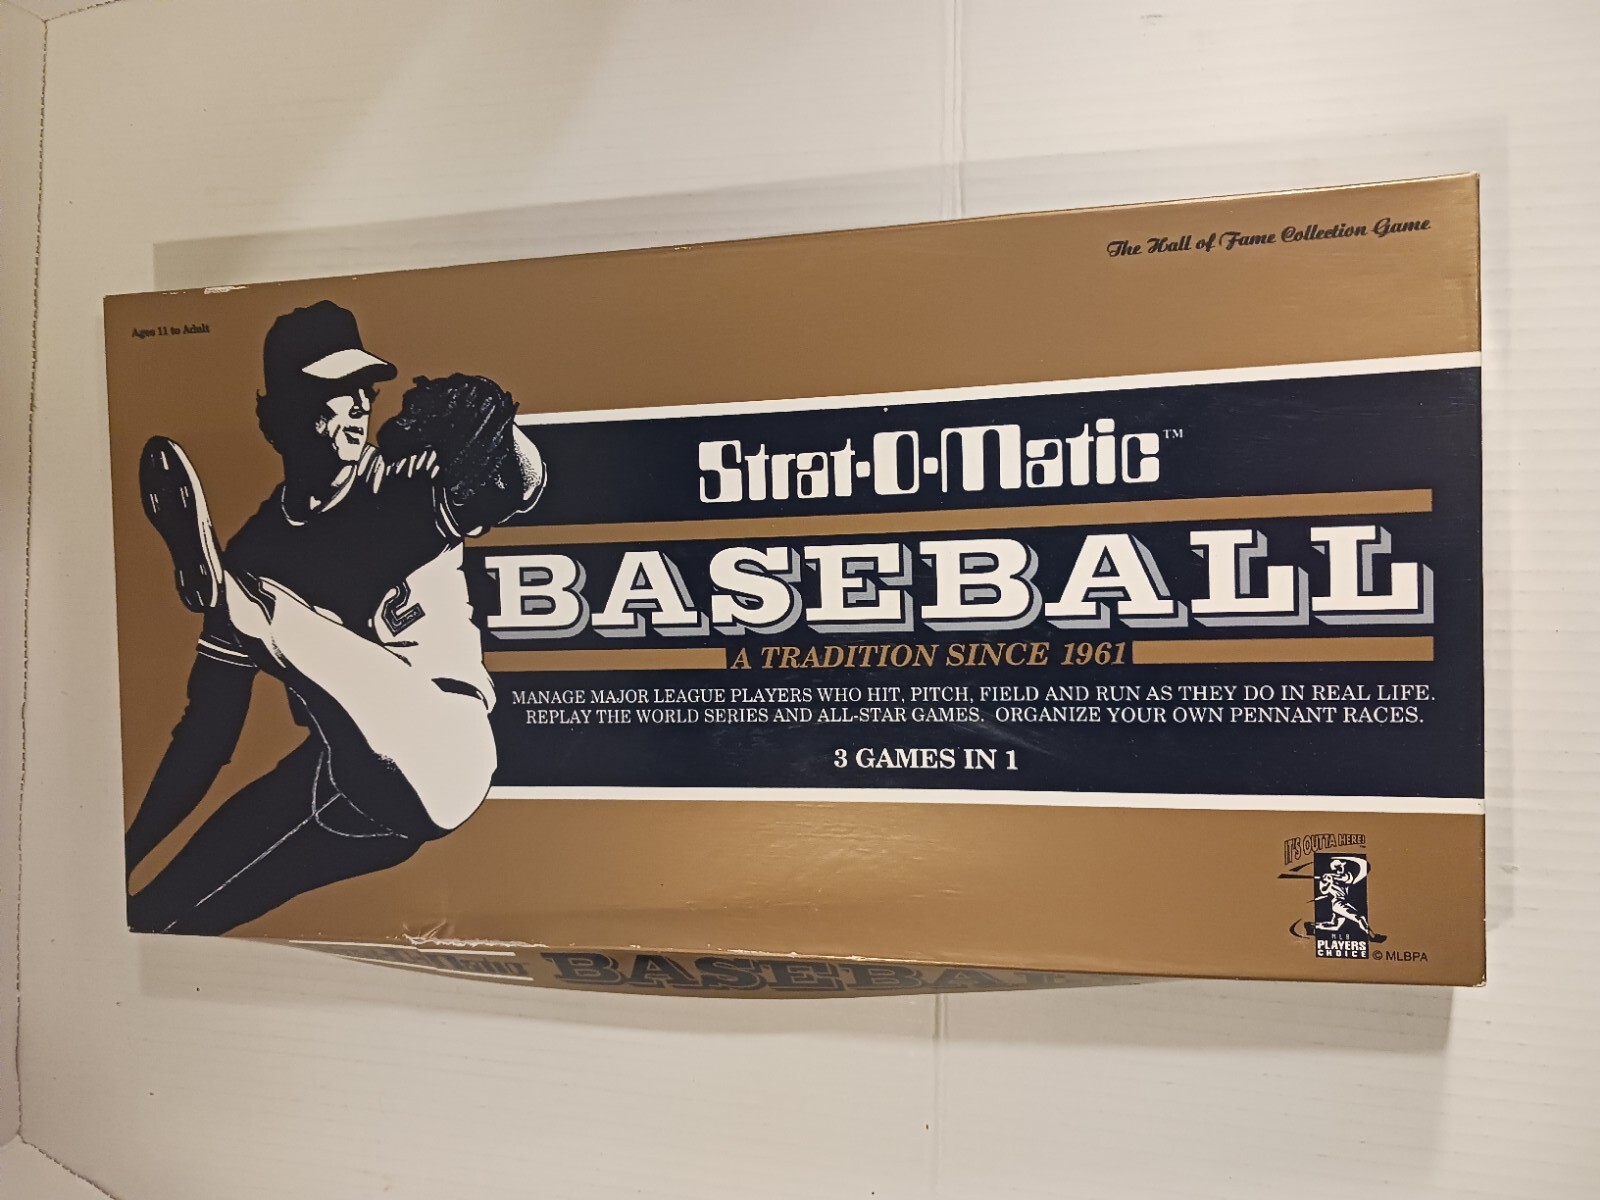 The Hall of Fame Collection Game
Ages 11 to Adult
Strat-O-Matic™
BASEBALL
A TRADITION SINCE 1961
MANAGE MAJOR LEAGUE PLAYERS WHO HIT, PITCH, FIELD AND RUN AS THEY DO IN REAL LIFE.
REPLAY THE WORLD SERIES AND ALL-STAR GAMES. ORGANIZE YOUR OWN PENNANT RACES.
3 GAMES IN 1
2
IT'S OUTTA HERE!
MLB
PLAYERS
CHOICE
© MLBPA
BASEBALL